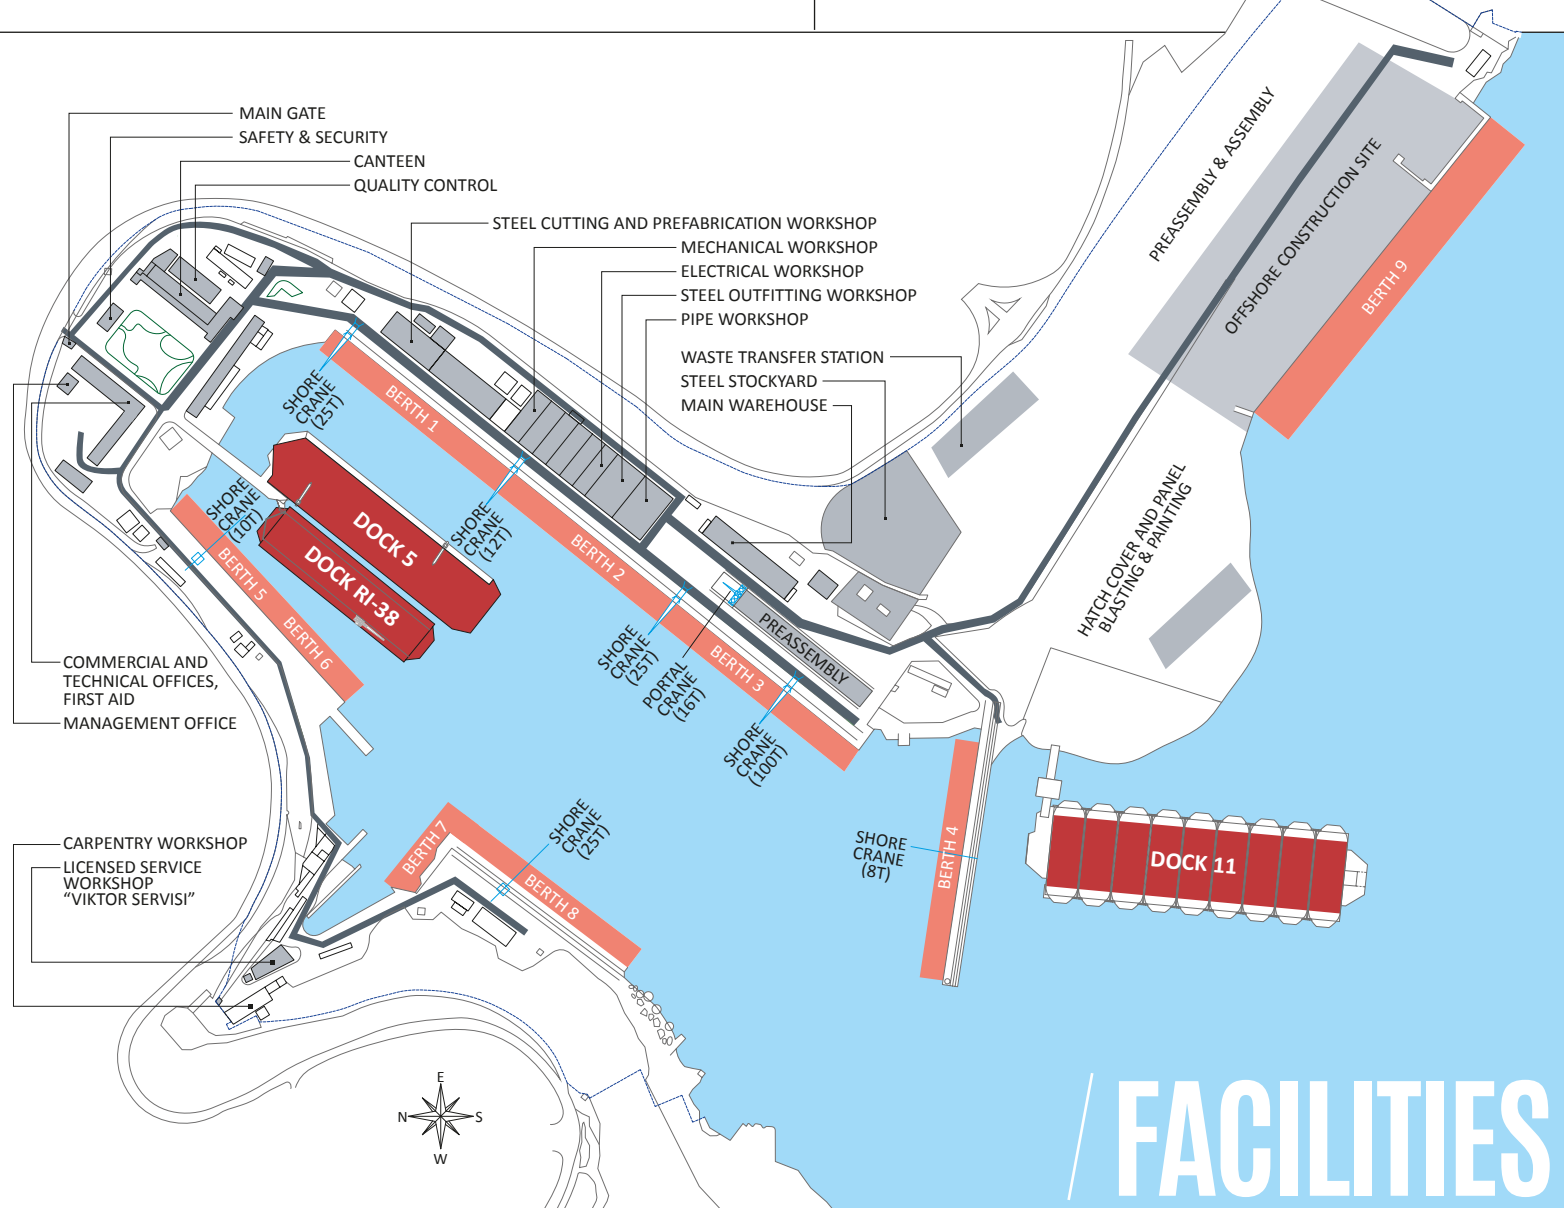 MAIN GATE
SAFETY & SECURITY
CANTEEN
QUALITY CONTROL
STEEL CUTTING AND PREFABRICATION WORKSHOP
MECHANICAL WORKSHOP
ELECTRICAL WORKSHOP
STEEL OUTFITTING WORKSHOP
PIPE WORKSHOP
WASTE TRANSFER STATION
STEEL STOCKYARD
MAIN WAREHOUSE
PREASSEMBLY & ASSEMBLY
OFFSHORE CONSTRUCTION SITE
BERTH 9
HATCH COVER AND PANEL
BLASTING & PAINTING
SHORE
CRANE
(25T)
BERTH 1
SHORE
CRANE
(10T)
DOCK 5
DOCK RI-38
SHORE
CRANE
(12T)
BERTH 2
BERTH 5
BERTH 6
SHORE
CRANE
(25T)
PORTAL
CRANE
(16T)
BERTH 3
PREASSEMBLY
SHORE
CRANE
(100T)
COMMERCIAL AND
TECHNICAL OFFICES,
FIRST AID
MANAGEMENT OFFICE
CARPENTRY WORKSHOP
LICENSED SERVICE
WORKSHOP
“VIKTOR SERVISI”
BERTH 7
SHORE
CRANE
(25T)
BERTH 8
SHORE
CRANE
(8T)
BERTH 4
DOCK 11
E
N
S
W
/ FACILITIES